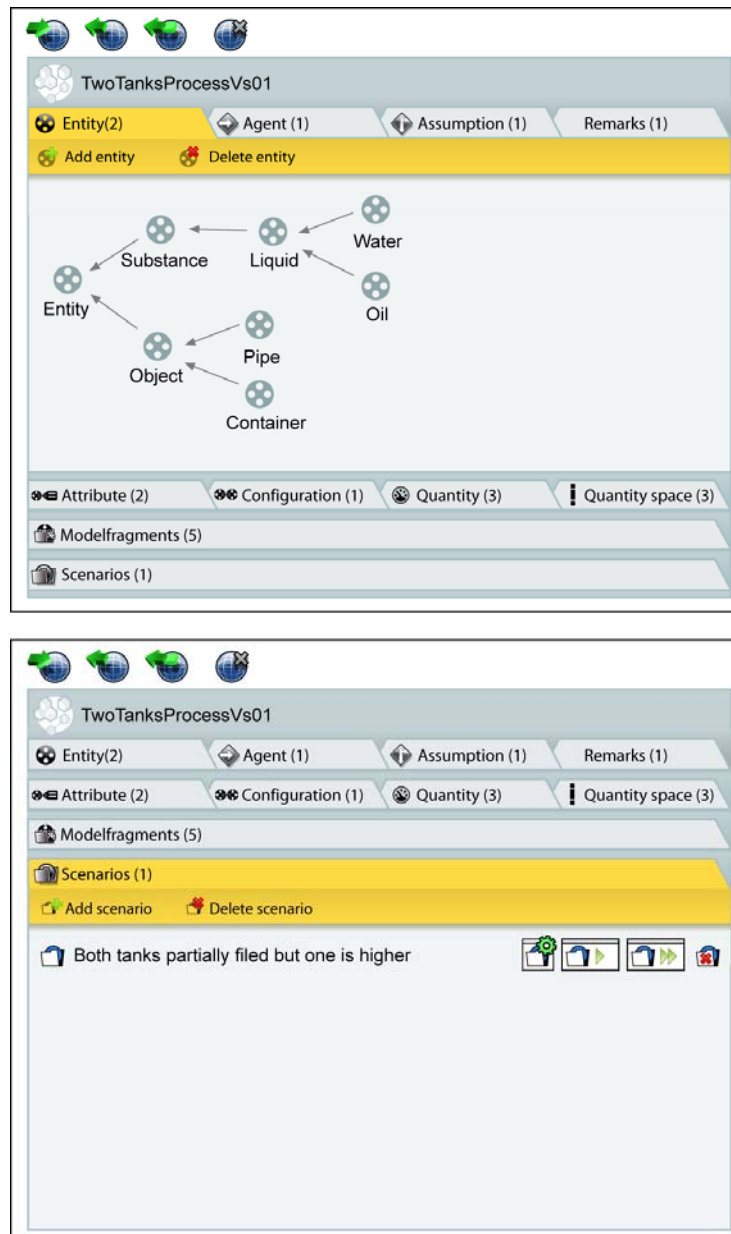 TwoTanksProcessVs01
Entity(2) Agent (1) Assumption (1) Remarks (1)
Add entity Delete entity
Water
Substance Liquid
Entity
Oil
Pipe
Object
Container
Attribute (2) Configuration (1) Quantity (3) Quantity space (3)
Modelfragments (5)
Scenarios (1)
TwoTanksProcessVs01
Entity(2) Agent (1) Assumption (1) Remarks (1)
Attribute (2) Configuration (1) Quantity (3) Quantity space (3)
Modelfragments (5)
Scenarios (1)
Add scenario Delete scenario
Both tanks partially filed but one is higher